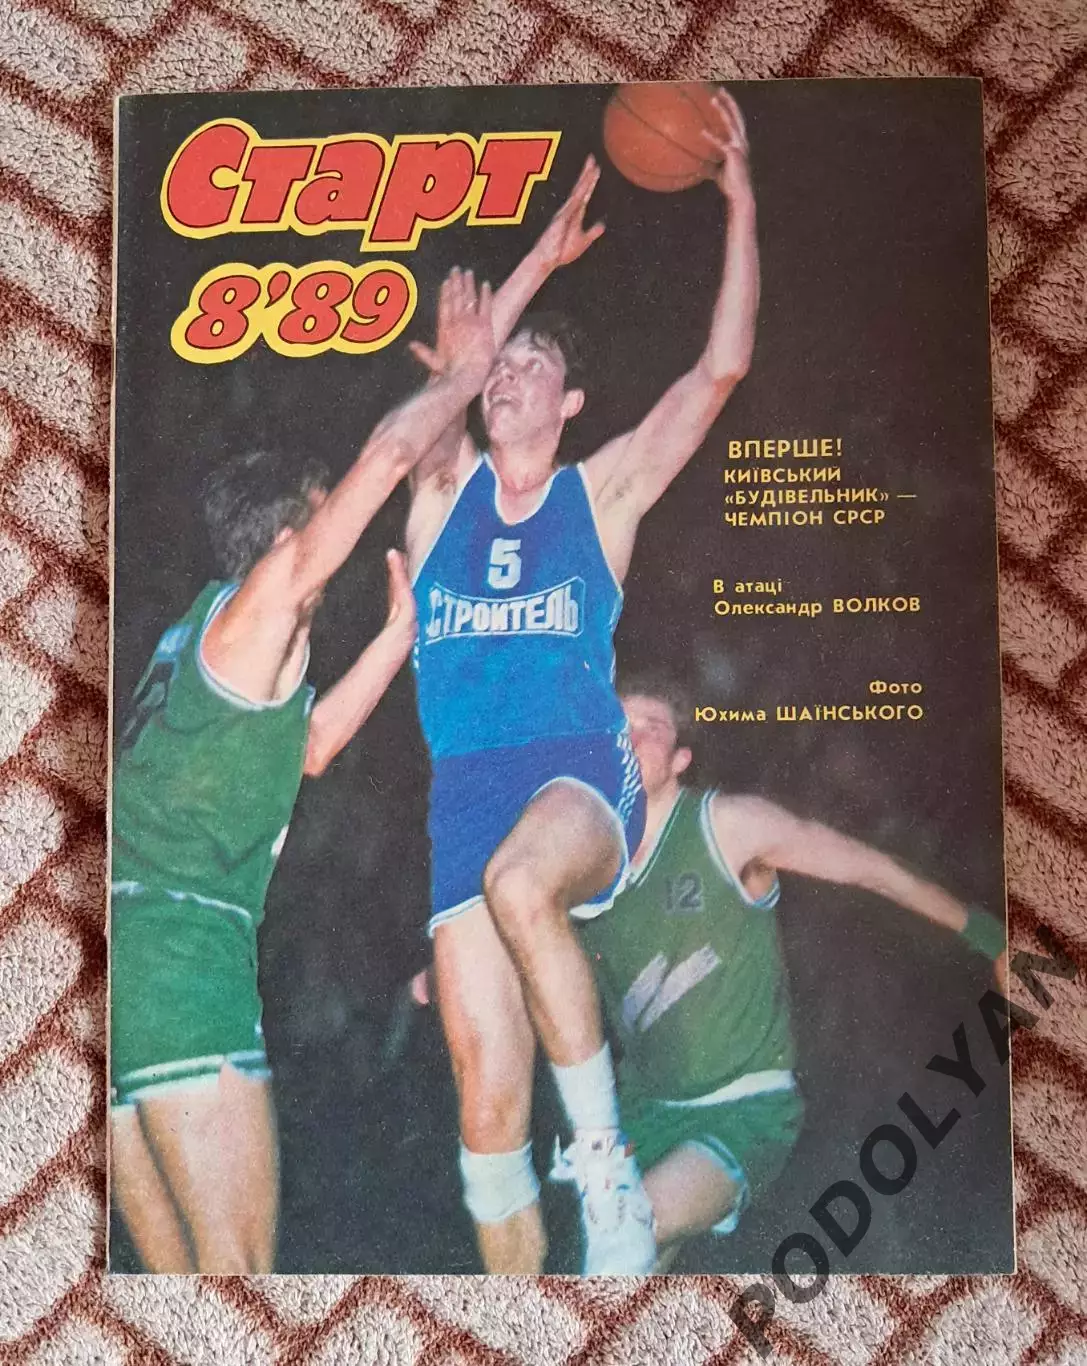 Старт
8'89
ВПЕРШЕ!
КИЇВСЬКИЙ
«БУДІВЕЛЬНИК» —
ЧЕМПІОН СРСР
В атаці
Олександр ВОЛКОВ
Фото
Юхима ШАЇНСЬКОГО
5
СТРОИТЕЛЬ
12
PODOLYAN